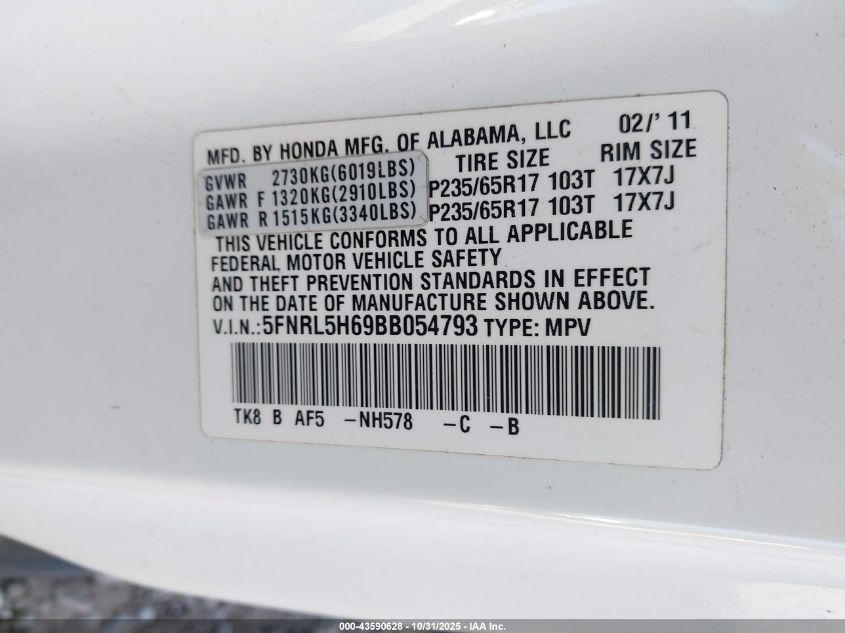 MFD. BY HONDA MFG. OF ALABAMA, LLC 02/' 11
TIRE SIZE RIM SIZE
GVWR 2730KG(6019LBS)
GAWR F 1320KG(2910LBS) P235/65R17 103T 17X7J
GAWR R 1515KG(3340LBS) P235/65R17 103T 17X7J
THIS VEHICLE CONFORMS TO ALL APPLICABLE
FEDERAL MOTOR VEHICLE SAFETY
AND THEFT PREVENTION STANDARDS IN EFFECT
ON THE DATE OF MANUFACTURE SHOWN ABOVE.
V.I.N.:5FNRL5H69BB054793 TYPE: MPV
TK8 B AF5 -NH578 -C -B
000-43590628 - 10/31/2025 - IAA Inc.